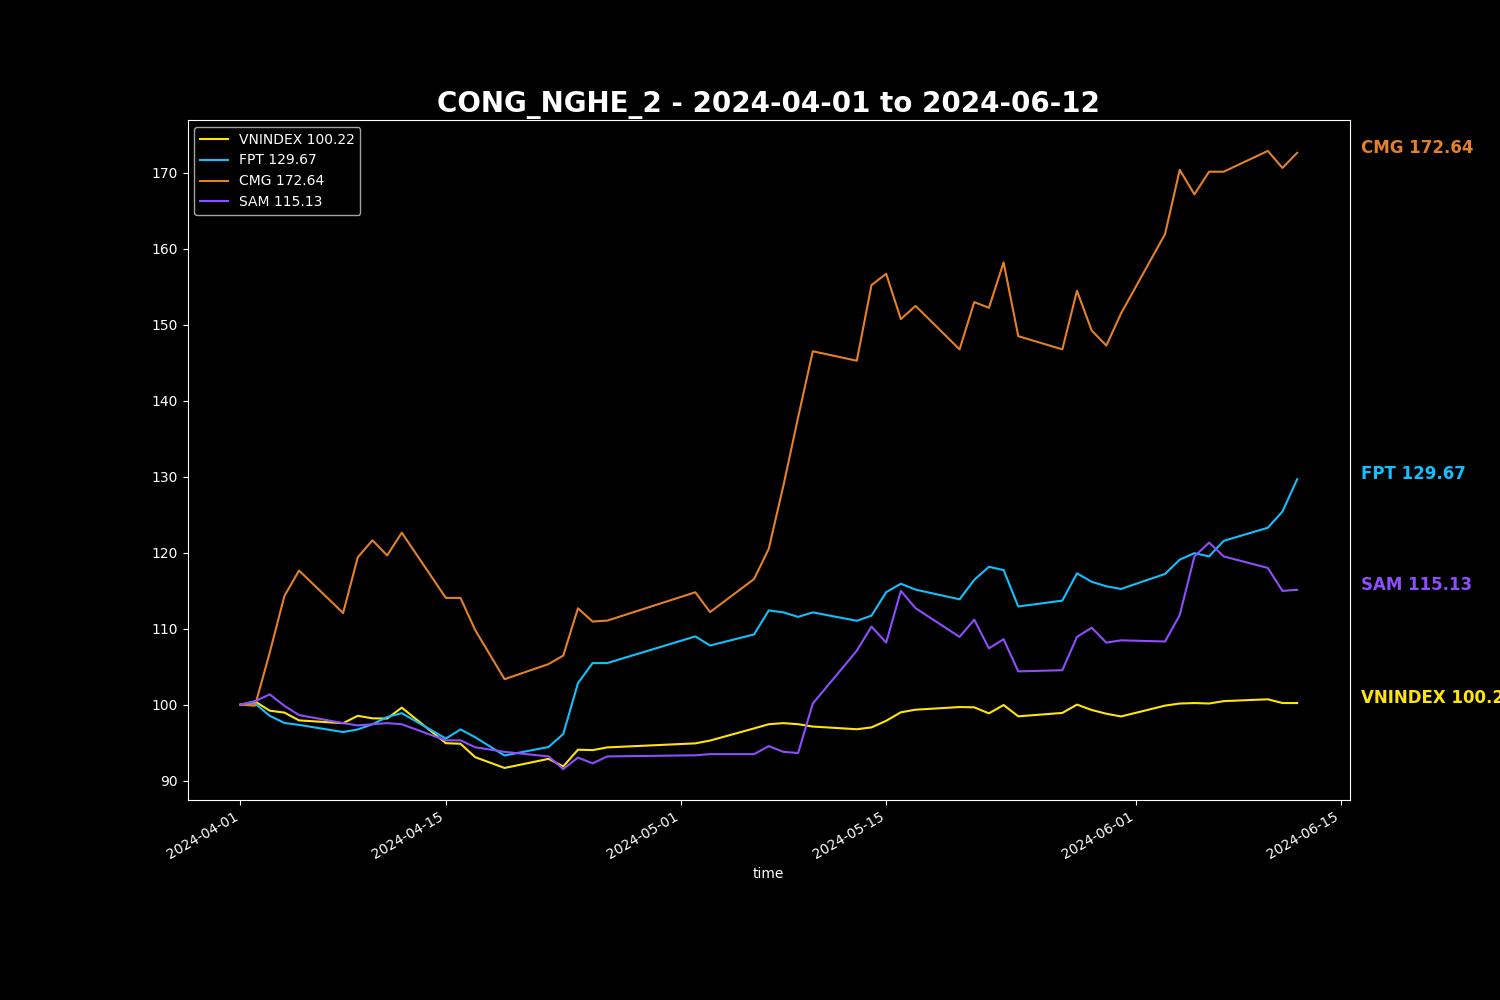 CONG_NGHE_2 - 2024-04-01 to 2024-06-12
VNINDEX 100.22
FPT 129.67
CMG 172.64
SAM 115.13
170
160
150
140
130
120
110
100
90
CMG 172.64
FPT 129.67
SAM 115.13
VNINDEX 100.2
2024-04-01
2024-04-15
2024-05-01
2024-05-15
2024-06-01
2024-06-15
time